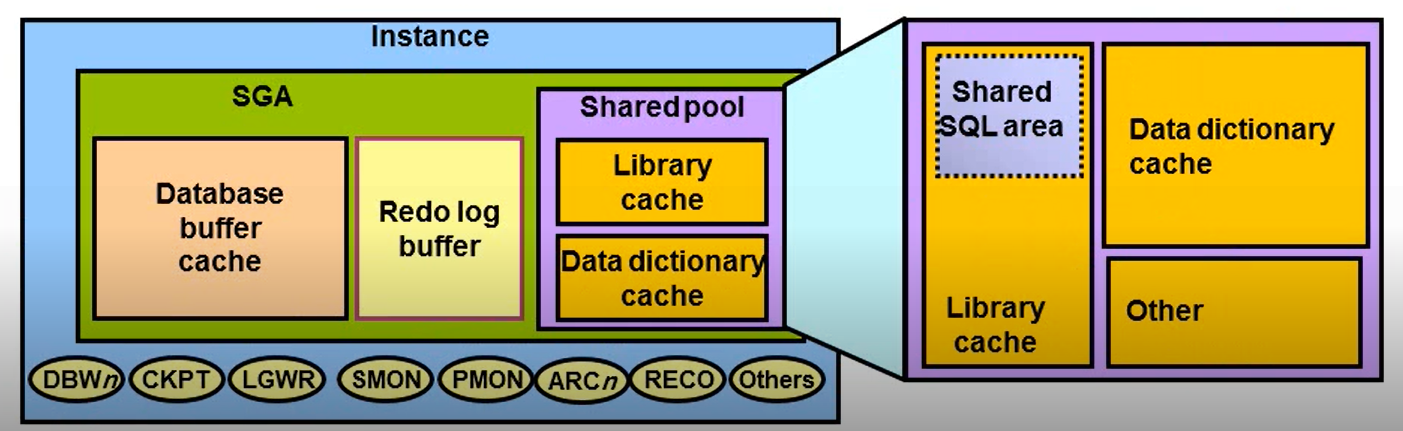 Instance
SGA
Database
buffer
cache
Redo log
buffer
Shared pool
Library
cache
Data dictionary
cache
DBWn
CKPT
LGWR
SMON
PMON
ARCn
RECO
Others
Shared
SQL area
Library
cache
Data dictionary
cache
Other